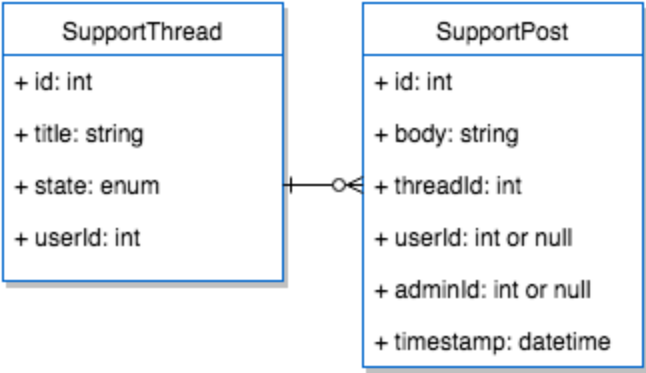 SupportThread
+ id: int
+ title: string
+ state: enum
+ userId: int
SupportPost
+ id: int
+ body: string
+ threadId: int
+ userId: int or null
+ adminId: int or null
+ timestamp: datetime